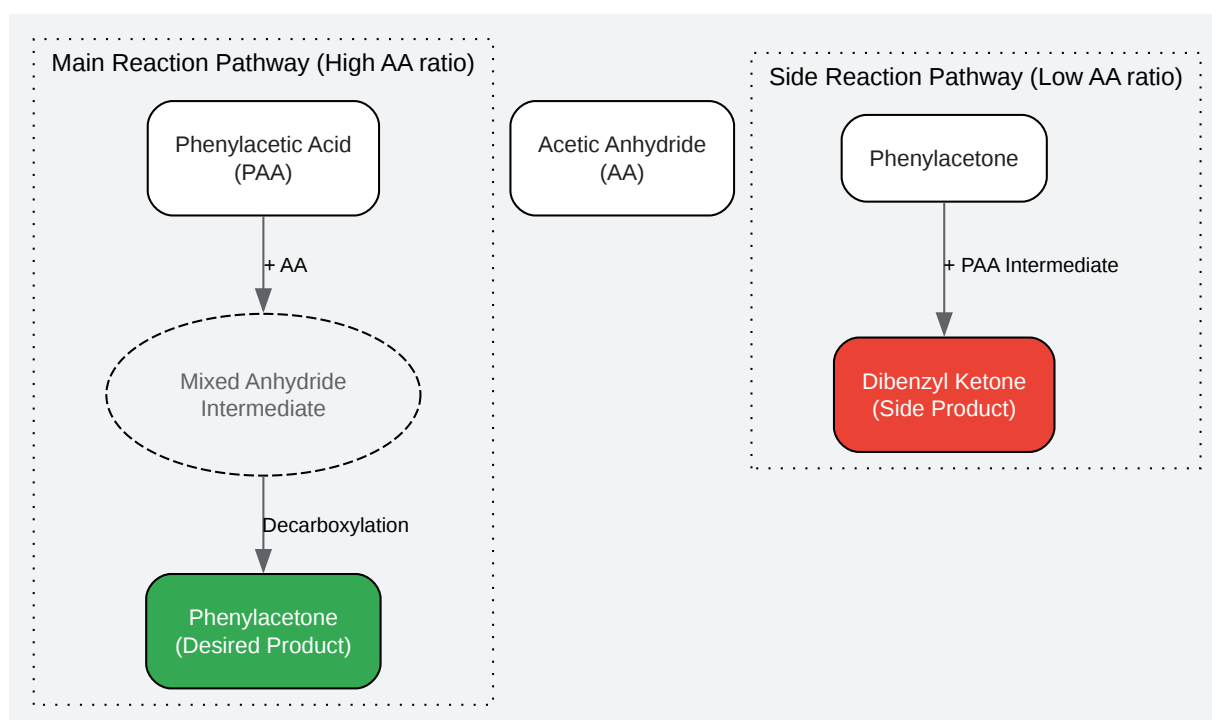 Main Reaction Pathway (High AA ratio)
Phenylacetic Acid
(PAA)
+ AA
Mixed Anhydride
Intermediate
Decarboxylation
Phenylacetone
(Desired Product)
Acetic Anhydride
(AA)
Side Reaction Pathway (Low AA ratio)
Phenylacetone
+ PAA Intermediate
Dibenzyl Ketone
(Side Product)